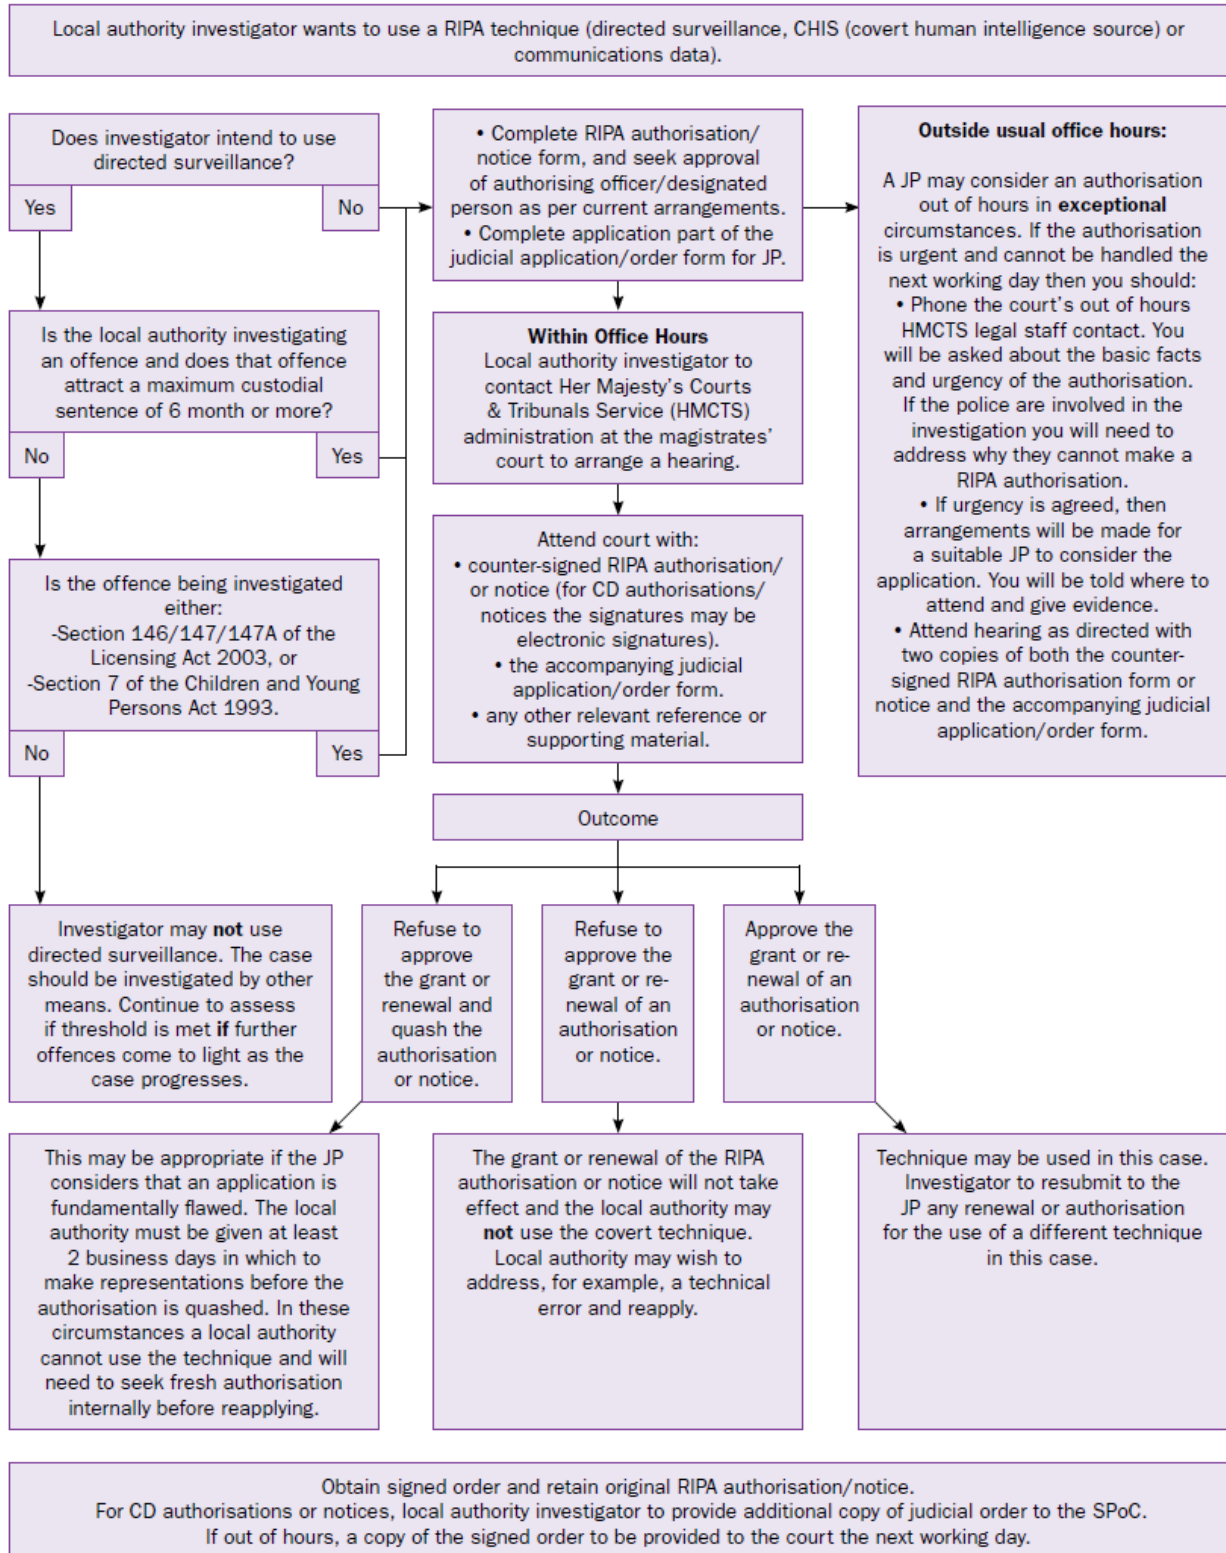 Local authority investigator wants to use a RIPA technique (directed surveillance, CHIS (covert human intelligence source) or
communications data).
Does investigator intend to use
directed surveillance?
Yes
No
Is the local authority investigating
an offence and does that offence
attract a maximum custodial
sentence of 6 month or more?
No
Yes
Is the offence being investigated
either:
-Section 146/147/147A of the
Licensing Act 2003, or
-Section 7 of the Children and Young
Persons Act 1993.
No
Yes
• Complete RIPA authorisation/
notice form, and seek approval
of authorising officer/designated
person as per current arrangements.
• Complete application part of the
judicial application/order form for JP.
Within Office Hours
Local authority investigator to
contact Her Majesty's Courts
& Tribunals Service (HMCTS)
administration at the magistrates'
court to arrange a hearing.
Attend court with:
• counter-signed RIPA authorisation/
or notice (for CD authorisations/
notices the signatures may be
electronic signatures).
• the accompanying judicial
application/order form.
• any other relevant reference or
supporting material.
Outside usual office hours:
A JP may consider an authorisation
out of hours in exceptional
circumstances. If the authorisation
is urgent and cannot be handled the
next working day then you should:
• Phone the court's out of hours
HMCTS legal staff contact. You
will be asked about the basic facts
and urgency of the authorisation.
If the police are involved in the
investigation you will need to
address why they cannot make a
RIPA authorisation.
• If urgency is agreed, then
arrangements will be made for
a suitable JP to consider the
application. You will be told where to
attend and give evidence.
• Attend hearing as directed with
two copies of both the counter-
signed RIPA authorisation form or
notice and the accompanying judicial
application/order form.
Outcome
Investigator may not use
directed surveillance. The case
should be investigated by other
means. Continue to assess
if threshold is met if further
offences come to light as the
case progresses.
Refuse to
approve
the grant or
renewal and
quash the
authorisation
or notice.
Refuse to
approve the
grant or re-
newal of an
authorisation
or notice.
Approve the
grant or re-
newal of an
authorisation
or notice.
This may be appropriate if the JP
considers that an application is
fundamentally flawed. The local
authority must be given at least
2 business days in which to
make representations before the
authorisation is quashed. In these
circumstances a local authority
cannot use the technique and will
need to seek fresh authorisation
internally before reapplying.
The grant or renewal of the RIPA
authorisation or notice will not take
effect and the local authority may
not use the covert technique.
Local authority may wish to
address, for example, a technical
error and reapply.
Technique may be used in this case.
Investigator to resubmit to the
JP any renewal or authorisation
for the use of a different technique
in this case.
Obtain signed order and retain original RIPA authorisation/notice.
For CD authorisations or notices, local authority investigator to provide additional copy of judicial order to the SPoC.
If out of hours, a copy of the signed order to be provided to the court the next working day.